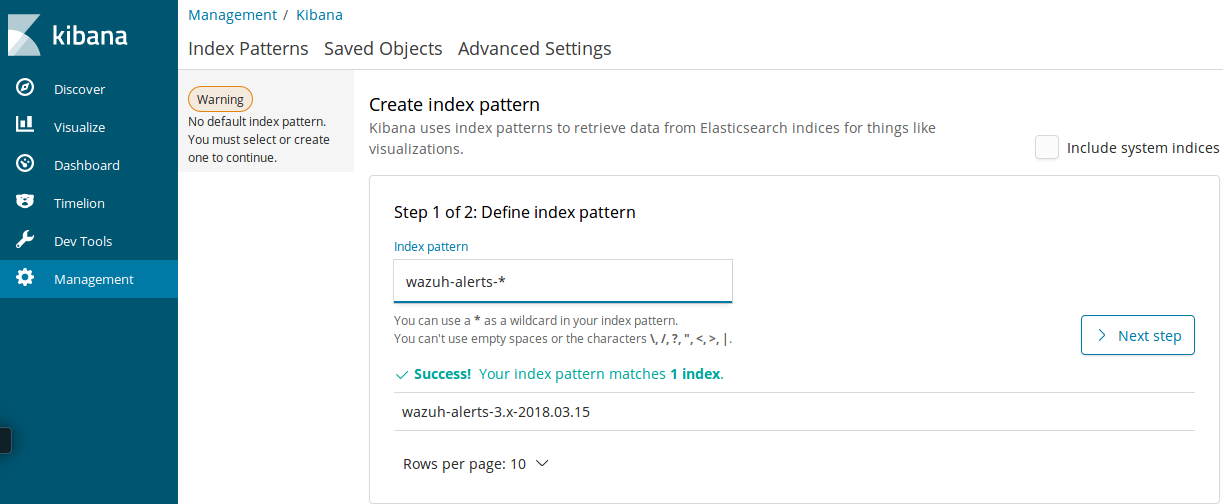 kibana
Discover
Visualize
Dashboard
Timelion
Dev Tools
Management
Management / Kibana
Index Patterns Saved Objects Advanced Settings
Warning
No default index pattern.
You must select or create
one to continue.
Create index pattern
Kibana uses index patterns to retrieve data from Elasticsearch indices for things like
visualizations.
Include system indices
Step 1 of 2: Define index pattern
Index pattern
wazuh-alerts-*
You can use a * as a wildcard in your index pattern.
You can't use empty spaces or the characters \, /, ?, ", <, >, |.
Next step
Success! Your index pattern matches 1 index.
wazuh-alerts-3.x-2018.03.15
Rows per page: 10